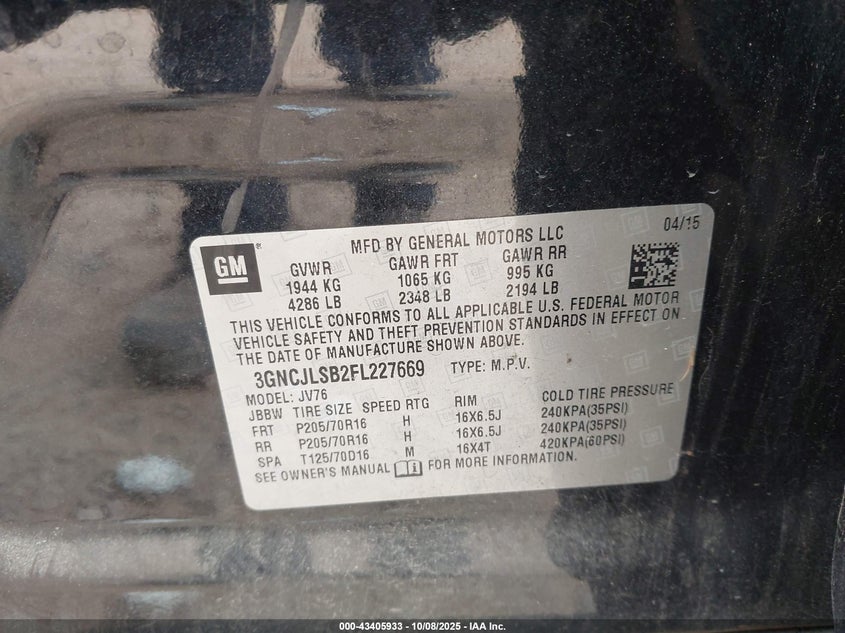 GM
®
MFD BY GENERAL MOTORS LLC
04/15
GVWR GAWR FRT GAWR RR
1944 KG 1065 KG 995 KG
4286 LB 2348 LB 2194 LB
THIS VEHICLE CONFORMS TO ALL APPLICABLE U.S. FEDERAL MOTOR
VEHICLE SAFETY AND THEFT PREVENTION STANDARDS IN EFFECT ON
THE DATE OF MANUFACTURE SHOWN ABOVE.
3GNCJLSB2FL227669 TYPE: M.P.V.
MODEL: JV76
JBBW TIRE SIZE SPEED RTG RIM COLD TIRE PRESSURE
FRT P205/70R16 H 16X6.5J 240KPA(35PSI)
RR P205/70R16 H 16X6.5J 240KPA(35PSI)
SPA T125/70D16 M 16X4T 420KPA(60PSI)
SEE OWNER'S MANUAL FOR MORE INFORMATION.
000-43405933 - 10/08/2025 - IAA Inc.